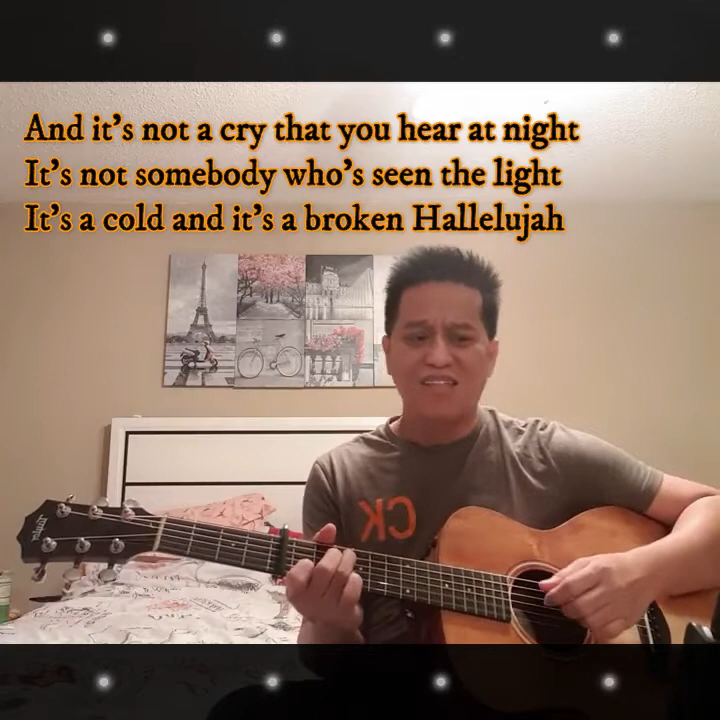 And it's not a cry that you hear at night
It's not somebody who's seen the light
It's a cold and it's a broken Hallelujah
CK